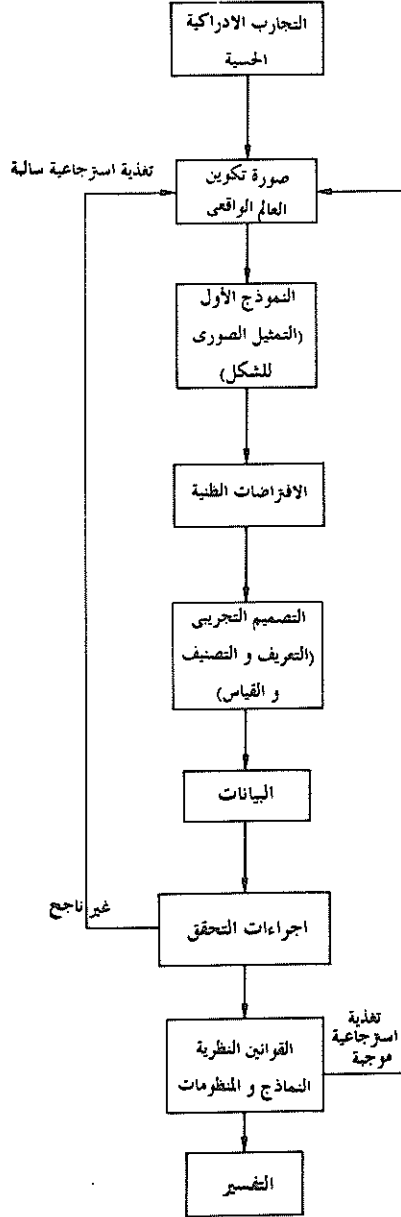 التجارب الادراكية
الحسية
تغذية استرجاعية سالبة
صورة تكوين
العالم الواقعى
النموذج الأول
(التمثيل الصورى
للشكل)
الافتراضات الظنية
التصميم التجريبى
(التعريف و التصنيف
و القياس)
البيانات
غير ناجح
اجراءات التحقق
القوانين النظرية
النماذج و المنظومات
تغذية
استرجاعية
موجبة
التفسير